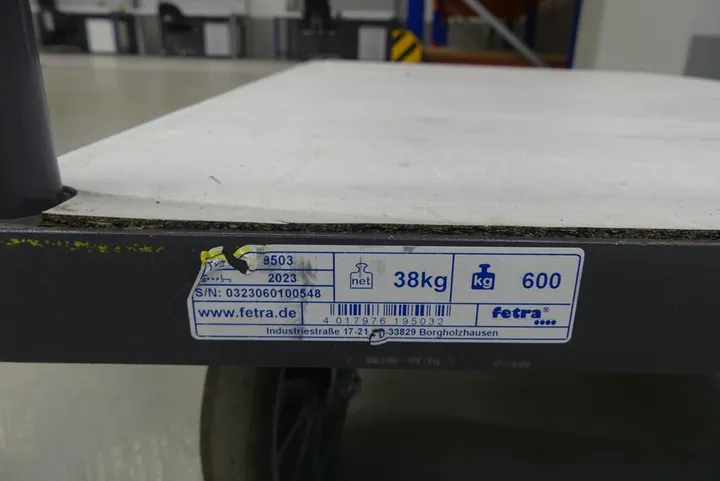 9503
2023
S/N: 0323060100548
net 38kg
kg 600
www.fetra.de
4 017976 195032
fetra®
Industriestraße 17-21 33829 Borgholzhausen